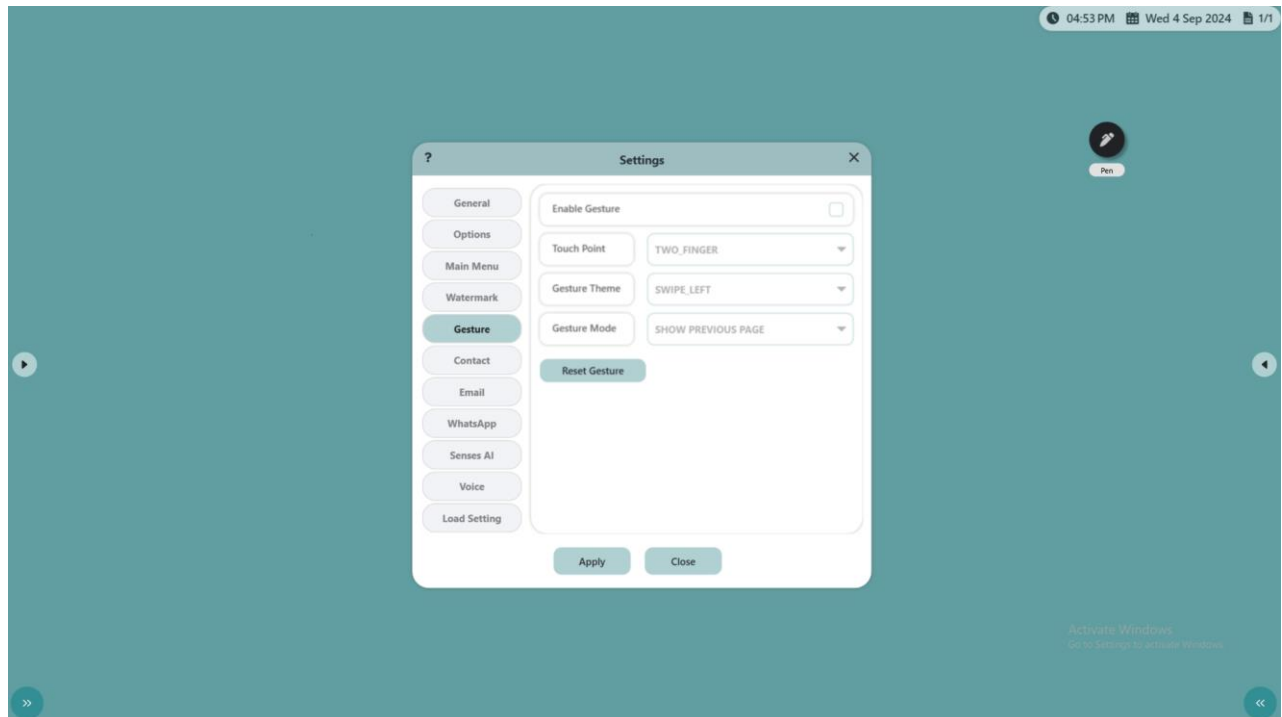 04:53 PM Wed 4 Sep 2024 1/1
Pen
? Settings
General
Options
Main Menu
Watermark
Gesture
Contact
Email
WhatsApp
Senses AI
Voice
Load Setting
Enable Gesture
Touch Point TWO_FINGER
Gesture Theme SWIPE_LEFT
Gesture Mode SHOW PREVIOUS PAGE
Reset Gesture
Apply Close
Activate Windows
Go to Settings to activate Windows.